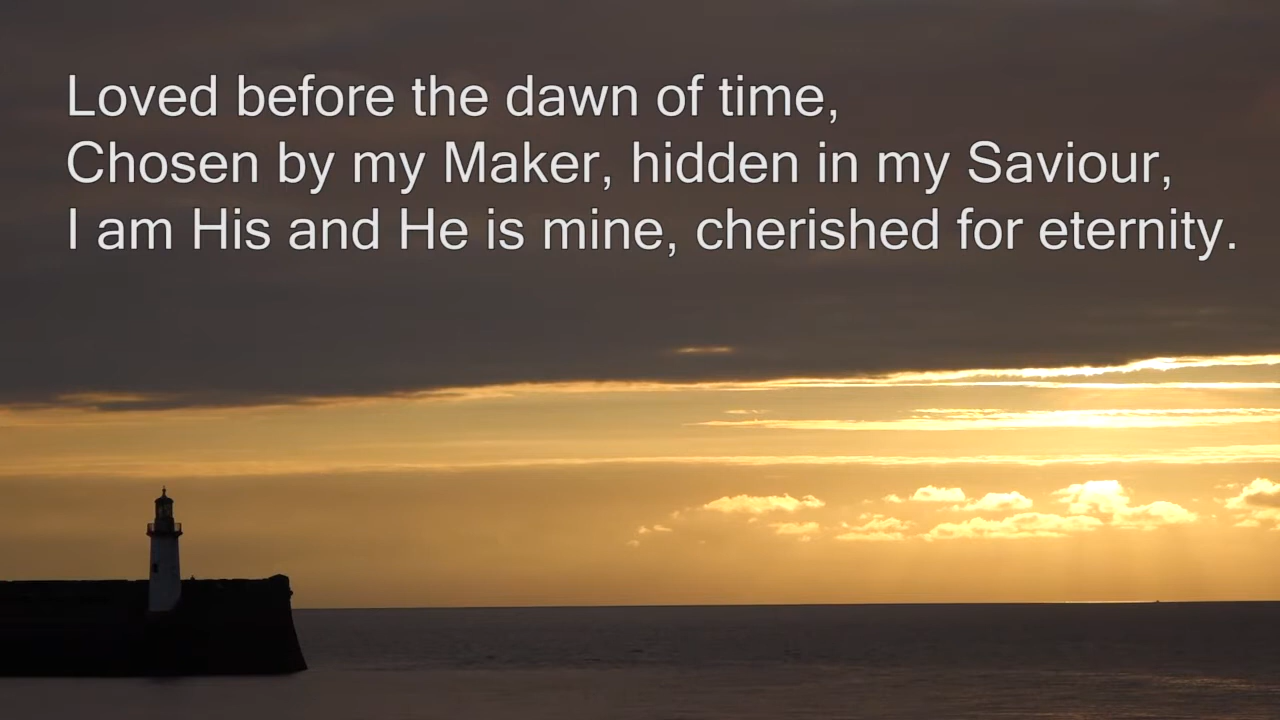 Loved before the dawn of time,
Chosen by my Maker, hidden in my Saviour,
I am His and He is mine, cherished for eternity.